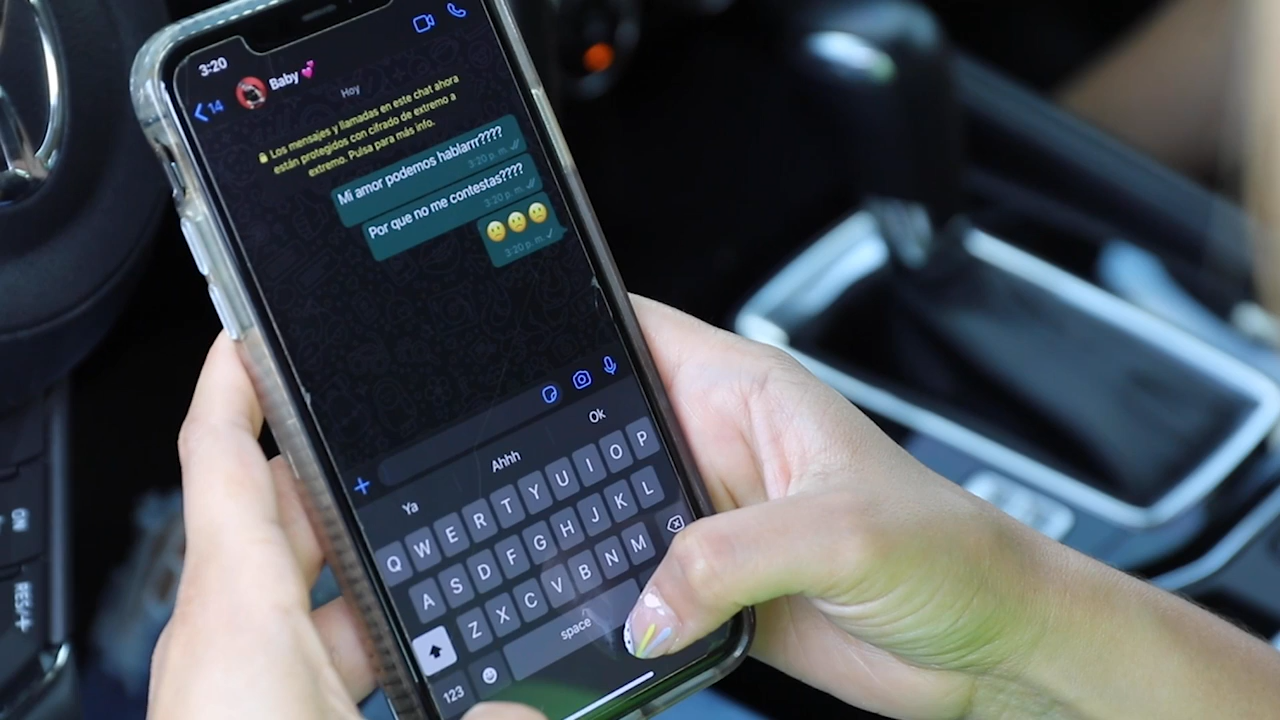 3:20
14
Baby 💕
Hoy
🔒 Los mensajes y llamadas en este chat ahora
están protegidos con cifrado de extremo a
extremo. Pulsa para más info.
Mi amor podemos hablarrr????
3:20 p. m.
Por que no me contestas????
3:20 p. m.
😐😐😐
3:20 p. m.
Ya Ahhh Ok
Q W E R T Y U I O P
A S D F G H J K L
Z X C V B N M
123 space
ON
RES/+